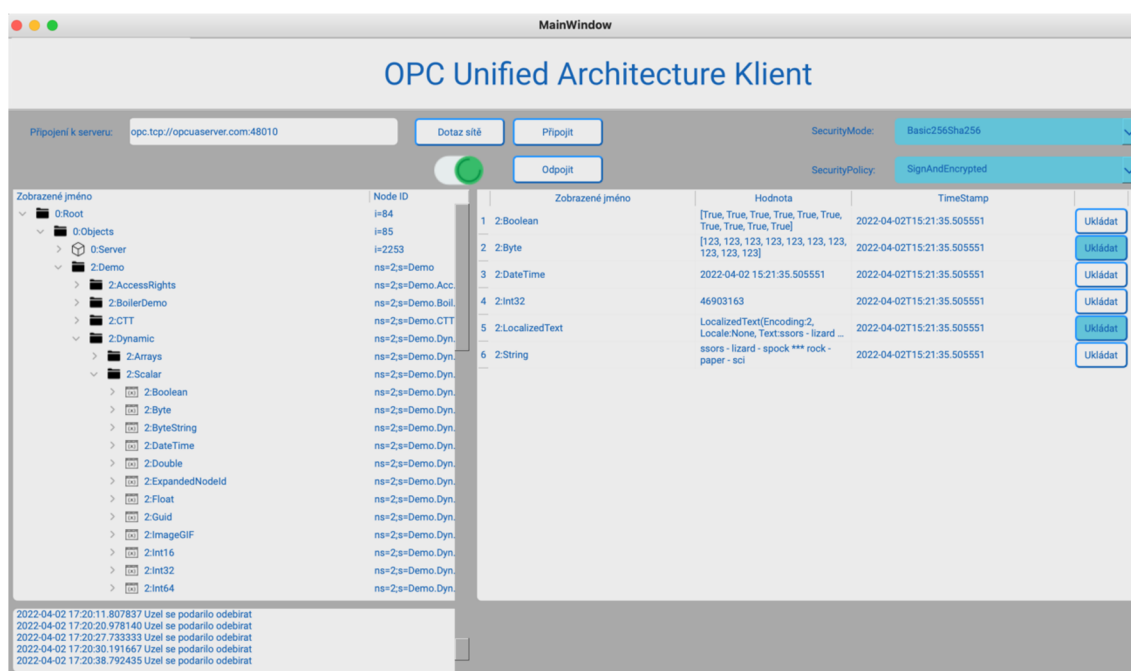 MainWindow
OPC Unified Architecture Klient
Připojení k serveru: opc.tcp://opcuaserver.com:48010 Dotaz sítě Připojit SecurityMode: Basic256Sha256
Odpojit SecurityPolicy: SignAndEncrypted
Zobrazené jméno Node ID
0:Root i=84
0:Objects i=85
0:Server i=2253
2:Demo ns=2;s=Demo
2:AccessRights ns=2;s=Demo.Acc.
2:BoilerDemo ns=2;s=Demo.Boil.
2:CTT ns=2;s=Demo.CTT
2:Dynamic ns=2;s=Demo.Dyn.
2:Arrays ns=2;s=Demo.Dyn.
2:Scalar ns=2;s=Demo.Dyn.
2:Boolean ns=2;s=Demo.Dyn.
2:Byte ns=2;s=Demo.Dyn.
2:ByteString ns=2;s=Demo.Dyn.
2:DateTime ns=2;s=Demo.Dyn.
2:Double ns=2;s=Demo.Dyn.
2:ExpandedNodeId ns=2;s=Demo.Dyn.
2:Float ns=2;s=Demo.Dyn.
2:Guid ns=2;s=Demo.Dyn.
2:ImageGIF ns=2;s=Demo.Dyn.
2:Int16 ns=2;s=Demo.Dyn.
2:Int32 ns=2;s=Demo.Dyn.
2:Int64 ns=2;s=Demo.Dyn.
Zobrazené jméno Hodnota TimeStamp
1 2:Boolean [True, True, True, True, True, True, 2022-04-02T15:21:35.505551 Ukládat
True, True, True, True]
2 2:Byte [123, 123, 123, 123, 123, 123, 123, 2022-04-02T15:21:35.505551 Ukládat
123, 123, 123]
3 2:DateTime 2022-04-02 15:21:35.505551 2022-04-02T15:21:35.505551 Ukládat
4 2:Int32 46903163 2022-04-02T15:21:35.505551 Ukládat
5 2:LocalizedText LocalizedText(Encoding:2, 2022-04-02T15:21:35.505551 Ukládat
Locale:None, Text:ssors - lizard ...
6 2:String ssors - lizard - spock *** rock - 2022-04-02T15:21:35.505551 Ukládat
paper - sci
2022-04-02 17:20:11.807837 Uzel se podarilo odebirat
2022-04-02 17:20:20.978140 Uzel se podarilo odebirat
2022-04-02 17:20:27.733333 Uzel se podarilo odebirat
2022-04-02 17:20:30.191667 Uzel se podarilo odebirat
2022-04-02 17:20:38.792435 Uzel se podarilo odebirat